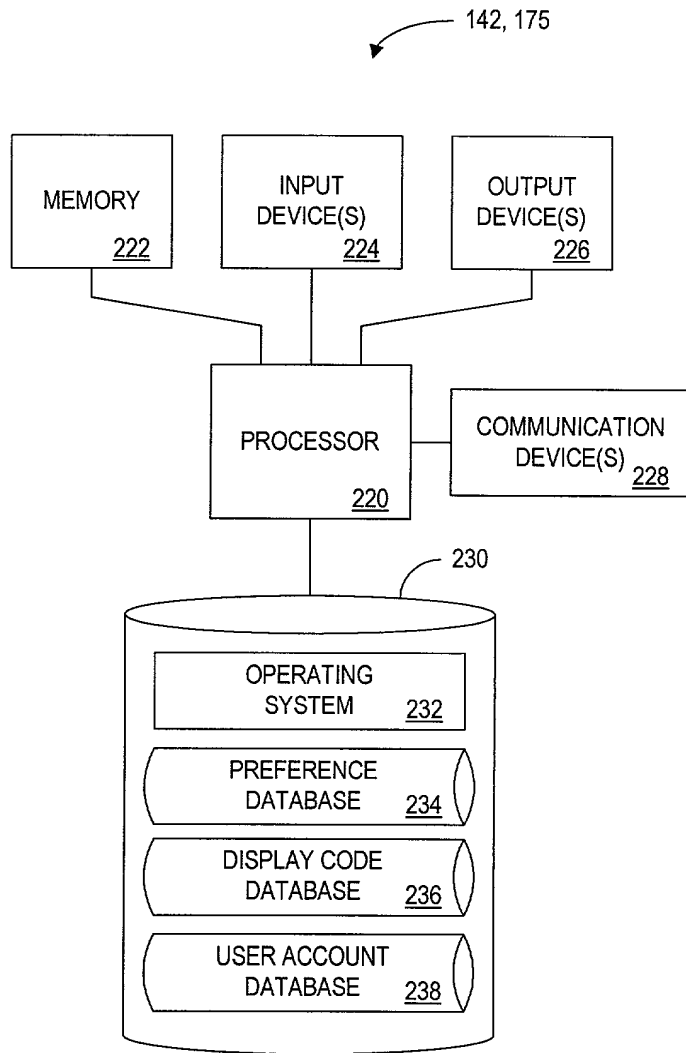 142, 175
MEMORY
222
INPUT
DEVICE(S)
224
OUTPUT
DEVICE(S)
226
PROCESSOR
220
COMMUNICATION
DEVICE(S)
228
230
OPERATING
SYSTEM
232
PREFERENCE
DATABASE
234
DISPLAY CODE
DATABASE
236
USER ACCOUNT
DATABASE
238